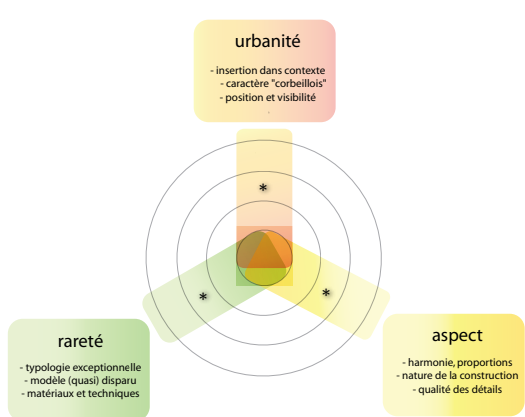 urbanité
- insertion dans contexte
- caractère "corbeillois"
- position et visibilité
*
*
*
rareté
- typologie exceptionnelle
- modèle (quasi) disparu
- matériaux et techniques
aspect
- harmonie, proportions
- nature de la construction
- qualité des détails